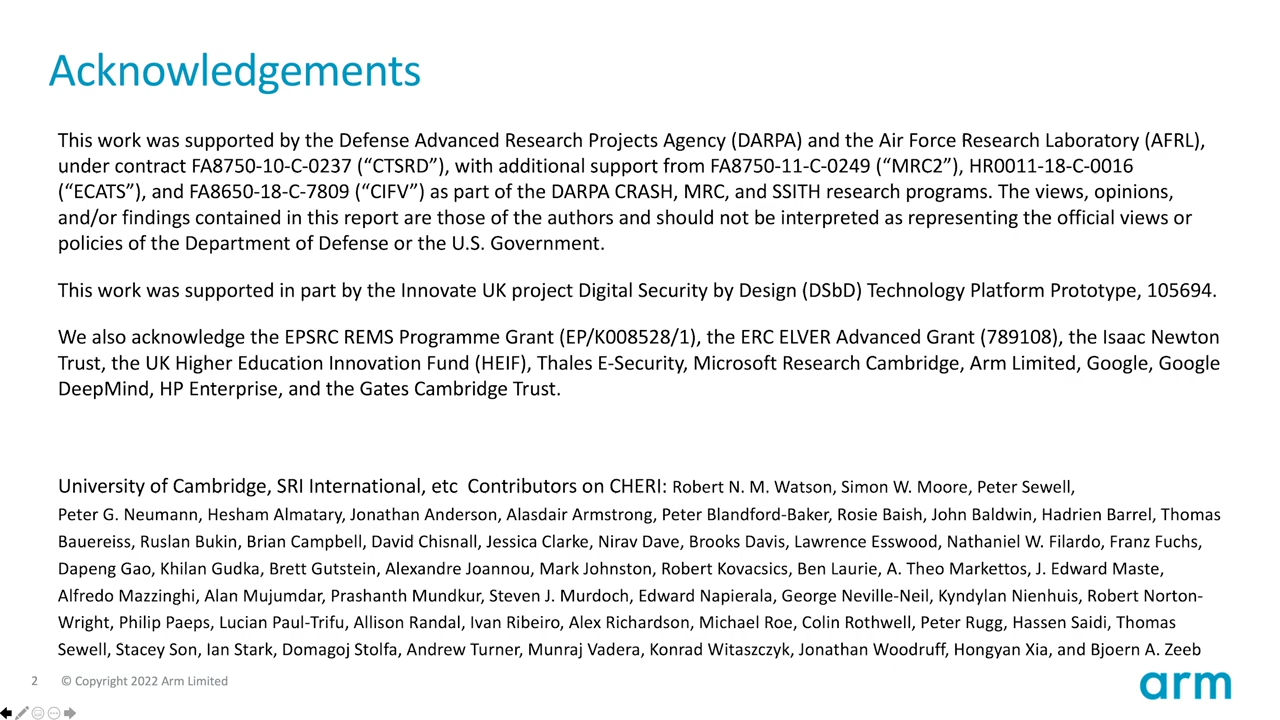 Acknowledgements
This work was supported by the Defense Advanced Research Projects Agency (DARPA) and the Air Force Research Laboratory (AFRL),
under contract FA8750-10-C-0237 (“CTSRD”), with additional support from FA8750-11-C-0249 (“MRC2”), HR0011-18-C-0016
(“ECATS”), and FA8650-18-C-7809 (“CIFV”) as part of the DARPA CRASH, MRC, and SSITH research programs. The views, opinions,
and/or findings contained in this report are those of the authors and should not be interpreted as representing the official views or
policies of the Department of Defense or the U.S. Government.
This work was supported in part by the Innovate UK project Digital Security by Design (DSbD) Technology Platform Prototype, 105694.
We also acknowledge the EPSRC REMS Programme Grant (EP/K008528/1), the ERC ELVER Advanced Grant (789108), the Isaac Newton
Trust, the UK Higher Education Innovation Fund (HEIF), Thales E-Security, Microsoft Research Cambridge, Arm Limited, Google, Google
DeepMind, HP Enterprise, and the Gates Cambridge Trust.
University of Cambridge, SRI International, etc  Contributors on CHERI: Robert N. M. Watson, Simon W. Moore, Peter Sewell,
Peter G. Neumann, Hesham Almatary, Jonathan Anderson, Alasdair Armstrong, Peter Blandford-Baker, Rosie Baish, John Baldwin, Hadrien Barrel, Thomas
Bauereiss, Ruslan Bukin, Brian Campbell, David Chisnall, Jessica Clarke, Nirav Dave, Brooks Davis, Lawrence Esswood, Nathaniel W. Filardo, Franz Fuchs,
Dapeng Gao, Khilan Gudka, Brett Gutstein, Alexandre Joannou, Mark Johnston, Robert Kovacsics, Ben Laurie, A. Theo Markettos, J. Edward Maste,
Alfredo Mazzinghi, Alan Mujumdar, Prashanth Mundkur, Steven J. Murdoch, Edward Napierala, George Neville-Neil, Kyndylan Nienhuis, Robert Norton-
Wright, Philip Paeps, Lucian Paul-Trifu, Allison Randal, Ivan Ribeiro, Alex Richardson, Michael Roe, Colin Rothwell, Peter Rugg, Hassen Saidi, Thomas
Sewell, Stacey Son, Ian Stark, Domagoj Stolfa, Andrew Turner, Munraj Vadera, Konrad Witaszczyk, Jonathan Woodruff, Hongyan Xia, and Bjoern A. Zeeb
2 © Copyright 2022 Arm Limited
arm